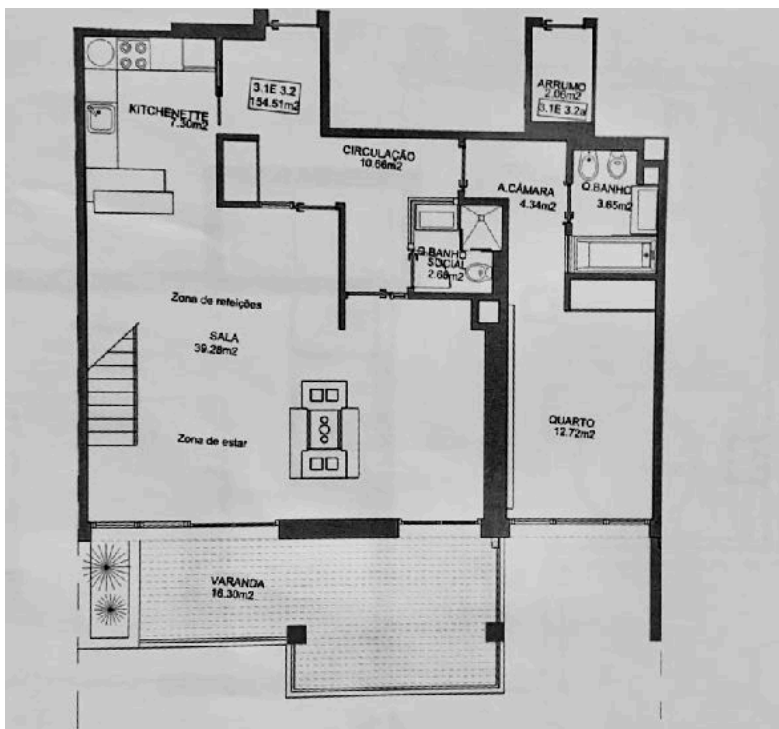 3.1E 3.2
154.51m2
ARRUMO
2.06m2
3.1E 3.2a
KITCHENETTE
7.30m2
CIRCULAÇÃO
10.66m2
A.CÂMARA
4.34m2
Q.BANHO
3.65m2
Q.BANHO
SOCIAL
2.68m2
Zona de refeições
SALA
39.28m2
Zona de estar
QUARTO
12.72m2
VARANDA
16.30m2